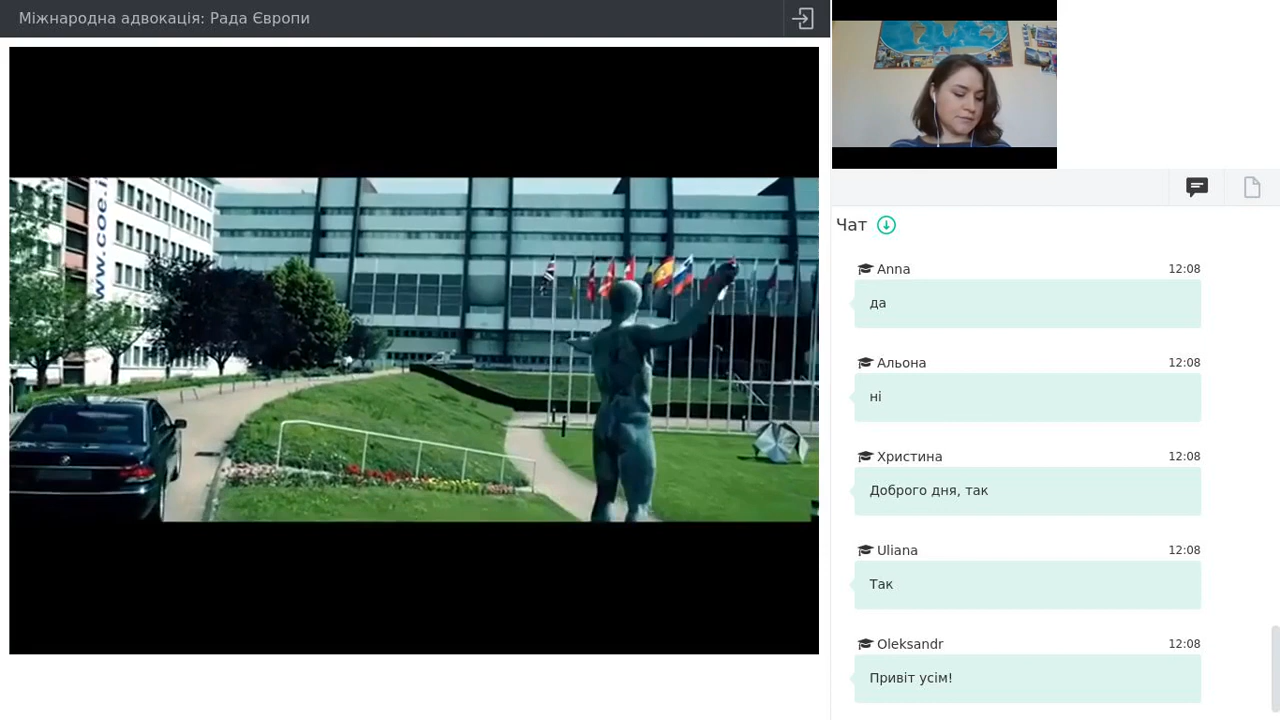 Міжнародна адвокація: Рада Європи
www.coe.i
Чат
Anna 12:08
да
Альона 12:08
ні
Христина 12:08
Доброго дня, так
Uliana 12:08
Так
Oleksandr 12:08
Привіт усім!